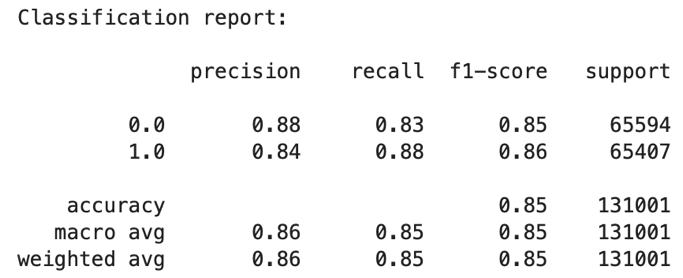 Classification report:
precision recall f1-score support
0.0 0.88 0.83 0.85 65594
1.0 0.84 0.88 0.86 65407
accuracy 0.85 131001
macro avg 0.86 0.85 0.85 131001
weighted avg 0.86 0.85 0.85 131001